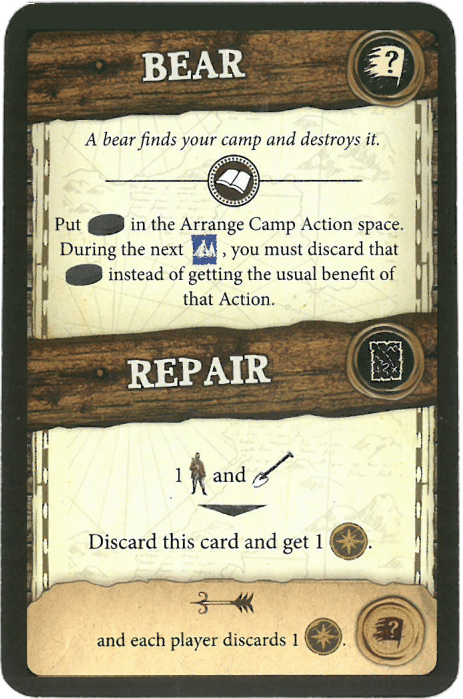 BEAR
?
A bear finds your camp and destroys it.
Put in the Arrange Camp Action space.
During the next , you must discard that
instead of getting the usual benefit of
that Action.
REPAIR
1 and
Discard this card and get 1 .
and each player discards 1 .
?